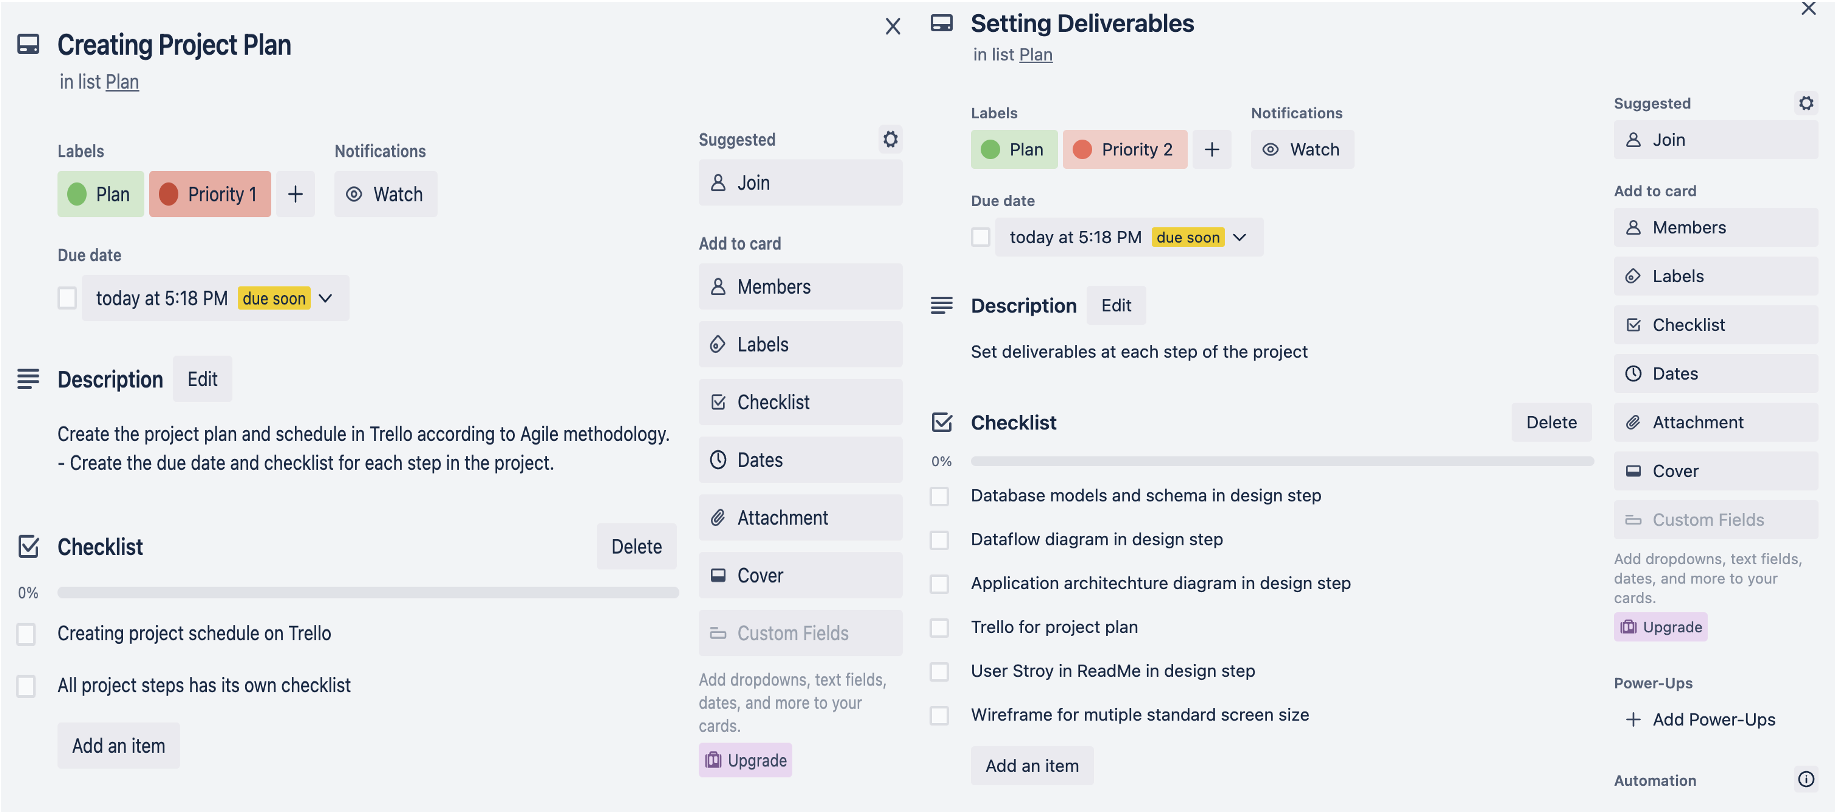 Creating Project Plan
in list Plan
Labels
Notifications
Plan
Priority 1
Watch
Due date
today at 5:18 PM due soon
Description
Edit
Create the project plan and schedule in Trello according to Agile methodology.
- Create the due date and checklist for each step in the project.
Checklist
Delete
0%
Creating project schedule on Trello
All project steps has its own checklist
Add an item
Suggested
Join
Add to card
Members
Labels
Checklist
Dates
Attachment
Cover
Custom Fields
Add dropdowns, text fields,
dates, and more to your
cards.
Upgrade
Setting Deliverables
in list Plan
Labels
Notifications
Plan
Priority 2
Watch
Due date
today at 5:18 PM due soon
Description
Edit
Set deliverables at each step of the project
Checklist
Delete
0%
Database models and schema in design step
Dataflow diagram in design step
Application architechture diagram in design step
Trello for project plan
User Stroy in ReadMe in design step
Wireframe for mutiple standard screen size
Add an item
Suggested
Join
Add to card
Members
Labels
Checklist
Dates
Attachment
Cover
Custom Fields
Add dropdowns, text fields,
dates, and more to your
cards.
Upgrade
Power-Ups
Add Power-Ups
Automation